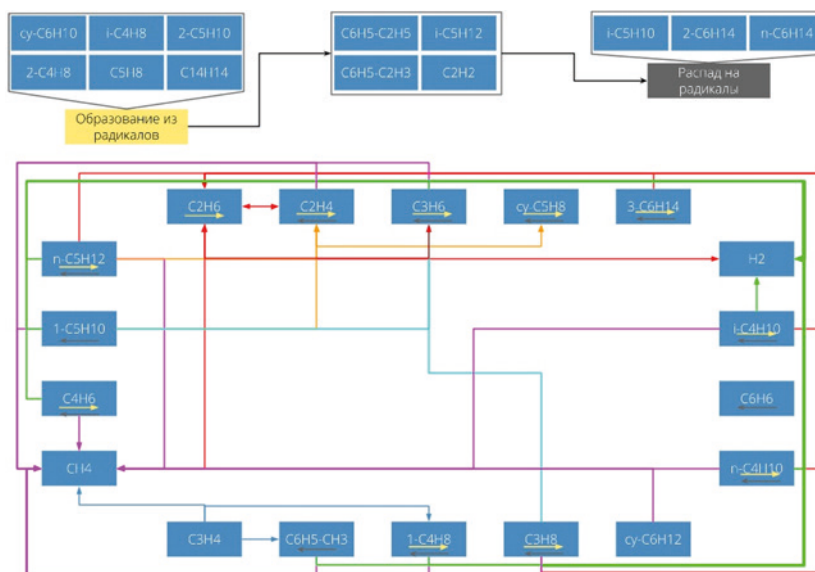 cy-C6H10 i-C4H8 2-C5H10
2-C4H8 C5H8 C14H14
Образование из
радикалов
C6H5-C2H5 i-C5H12
C6H5-C2H3 C2H2
i-C5H10 2-C6H14 n-C6H14
Распад на
радикалы
C2H6 C2H4 C3H6 cy-C5H8 3-C6H14
n-C5H12 H2
1-C5H10 i-C4H10
C4H6 C6H6
CH4 n-C4H10
C3H4 C6H5-CH3 1-C4H8 C3H8 cy-C6H12